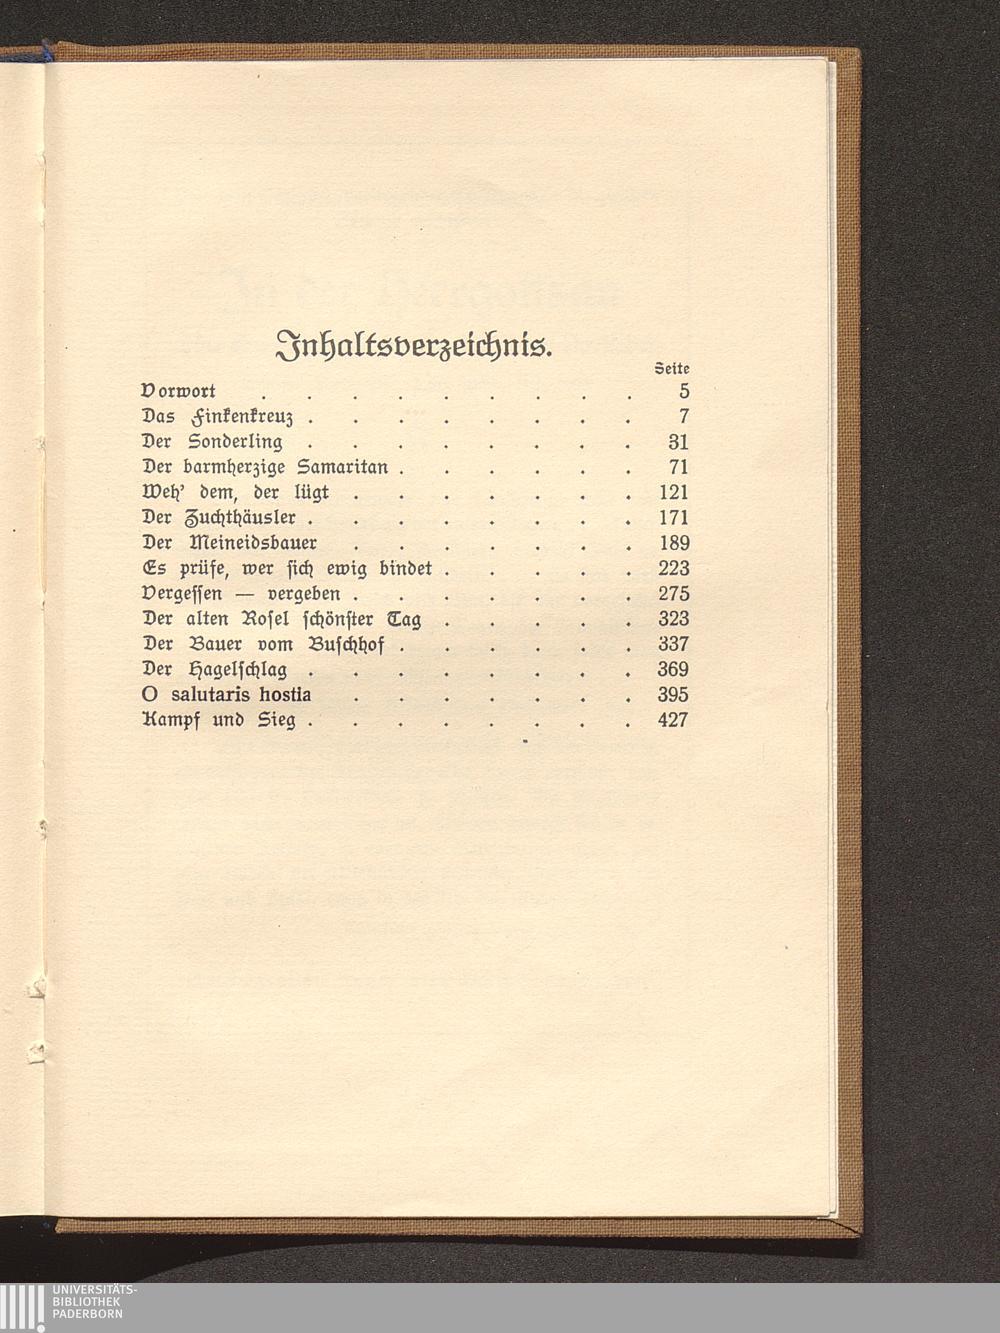 Inhaltsverzeichnis.
Seite
Vorwort . . . . . . . . . 5
Das Finkenkreuz . . . . . . . . 7
Der Sonderling . . . . . . . . 31
Der barmherzige Samaritan . . . . . . 71
Weh' dem, der lügt . . . . . . . 121
Der Zuchthäusler . . . . . . . . 171
Der Meineidsbauer . . . . . . . 189
Es prüfe, wer sich ewig bindet . . . . . 223
Vergessen — vergeben . . . . . . . 275
Der alten Rosel schönster Tag . . . . . 323
Der Bauer vom Buschhof . . . . . . 337
Der Hagelschlag . . . . . . . . 369
O salutaris hostia . . . . . . . 395
Kampf und Sieg . . . . . . . . 427
UNIVERSITÄTS-
BIBLIOTHEK
PADERBORN